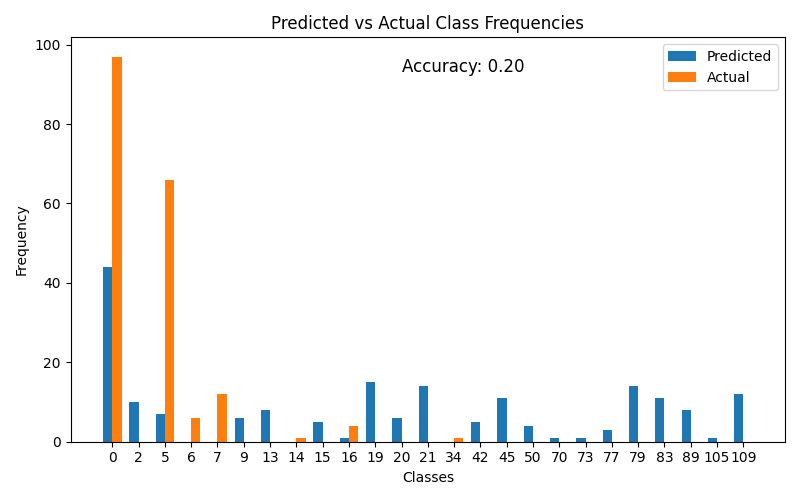 Predicted vs Actual Class Frequencies
100
80
60
40
20
0
Frequency
Accuracy: 0.20
Predicted
Actual
0 2 5 6 7 9 13 14 15 16 19 20 21 34 42 45 50 70 73 77 79 83 89 105 109
Classes